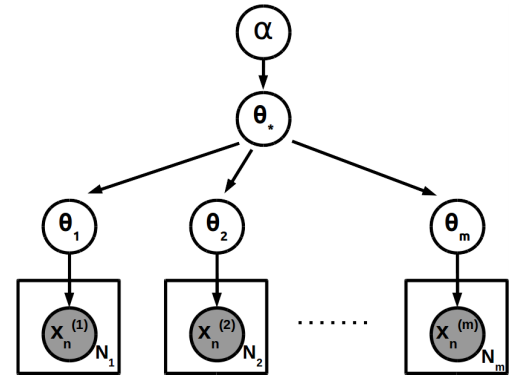 α
θ*
θ1 θ2 θm
xn(1) xn(2) ....... xn(m)
N1 N2 Nm